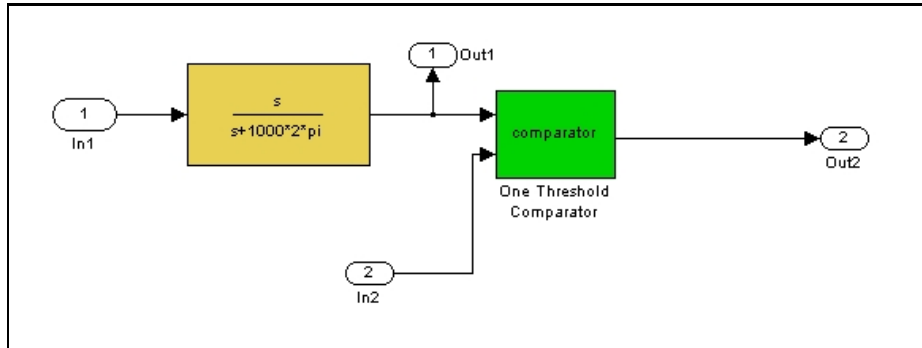 1
Out1
1
In1
s
s+1000*2*pi
comparator
2
Out2
One Threshold
Comparator
2
In2